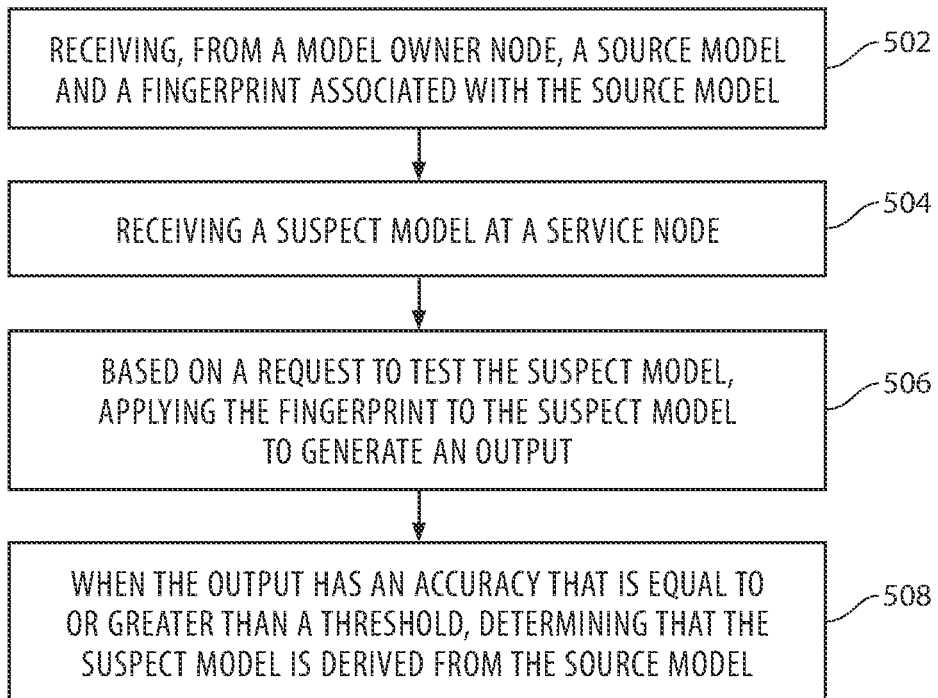 RECEIVING, FROM A MODEL OWNER NODE, A SOURCE MODEL
AND A FINGERPRINT ASSOCIATED WITH THE SOURCE MODEL
502
RECEIVING A SUSPECT MODEL AT A SERVICE NODE
504
BASED ON A REQUEST TO TEST THE SUSPECT MODEL,
APPLYING THE FINGERPRINT TO THE SUSPECT MODEL
TO GENERATE AN OUTPUT
506
WHEN THE OUTPUT HAS AN ACCURACY THAT IS EQUAL TO
OR GREATER THAN A THRESHOLD, DETERMINING THAT THE
SUSPECT MODEL IS DERIVED FROM THE SOURCE MODEL
508